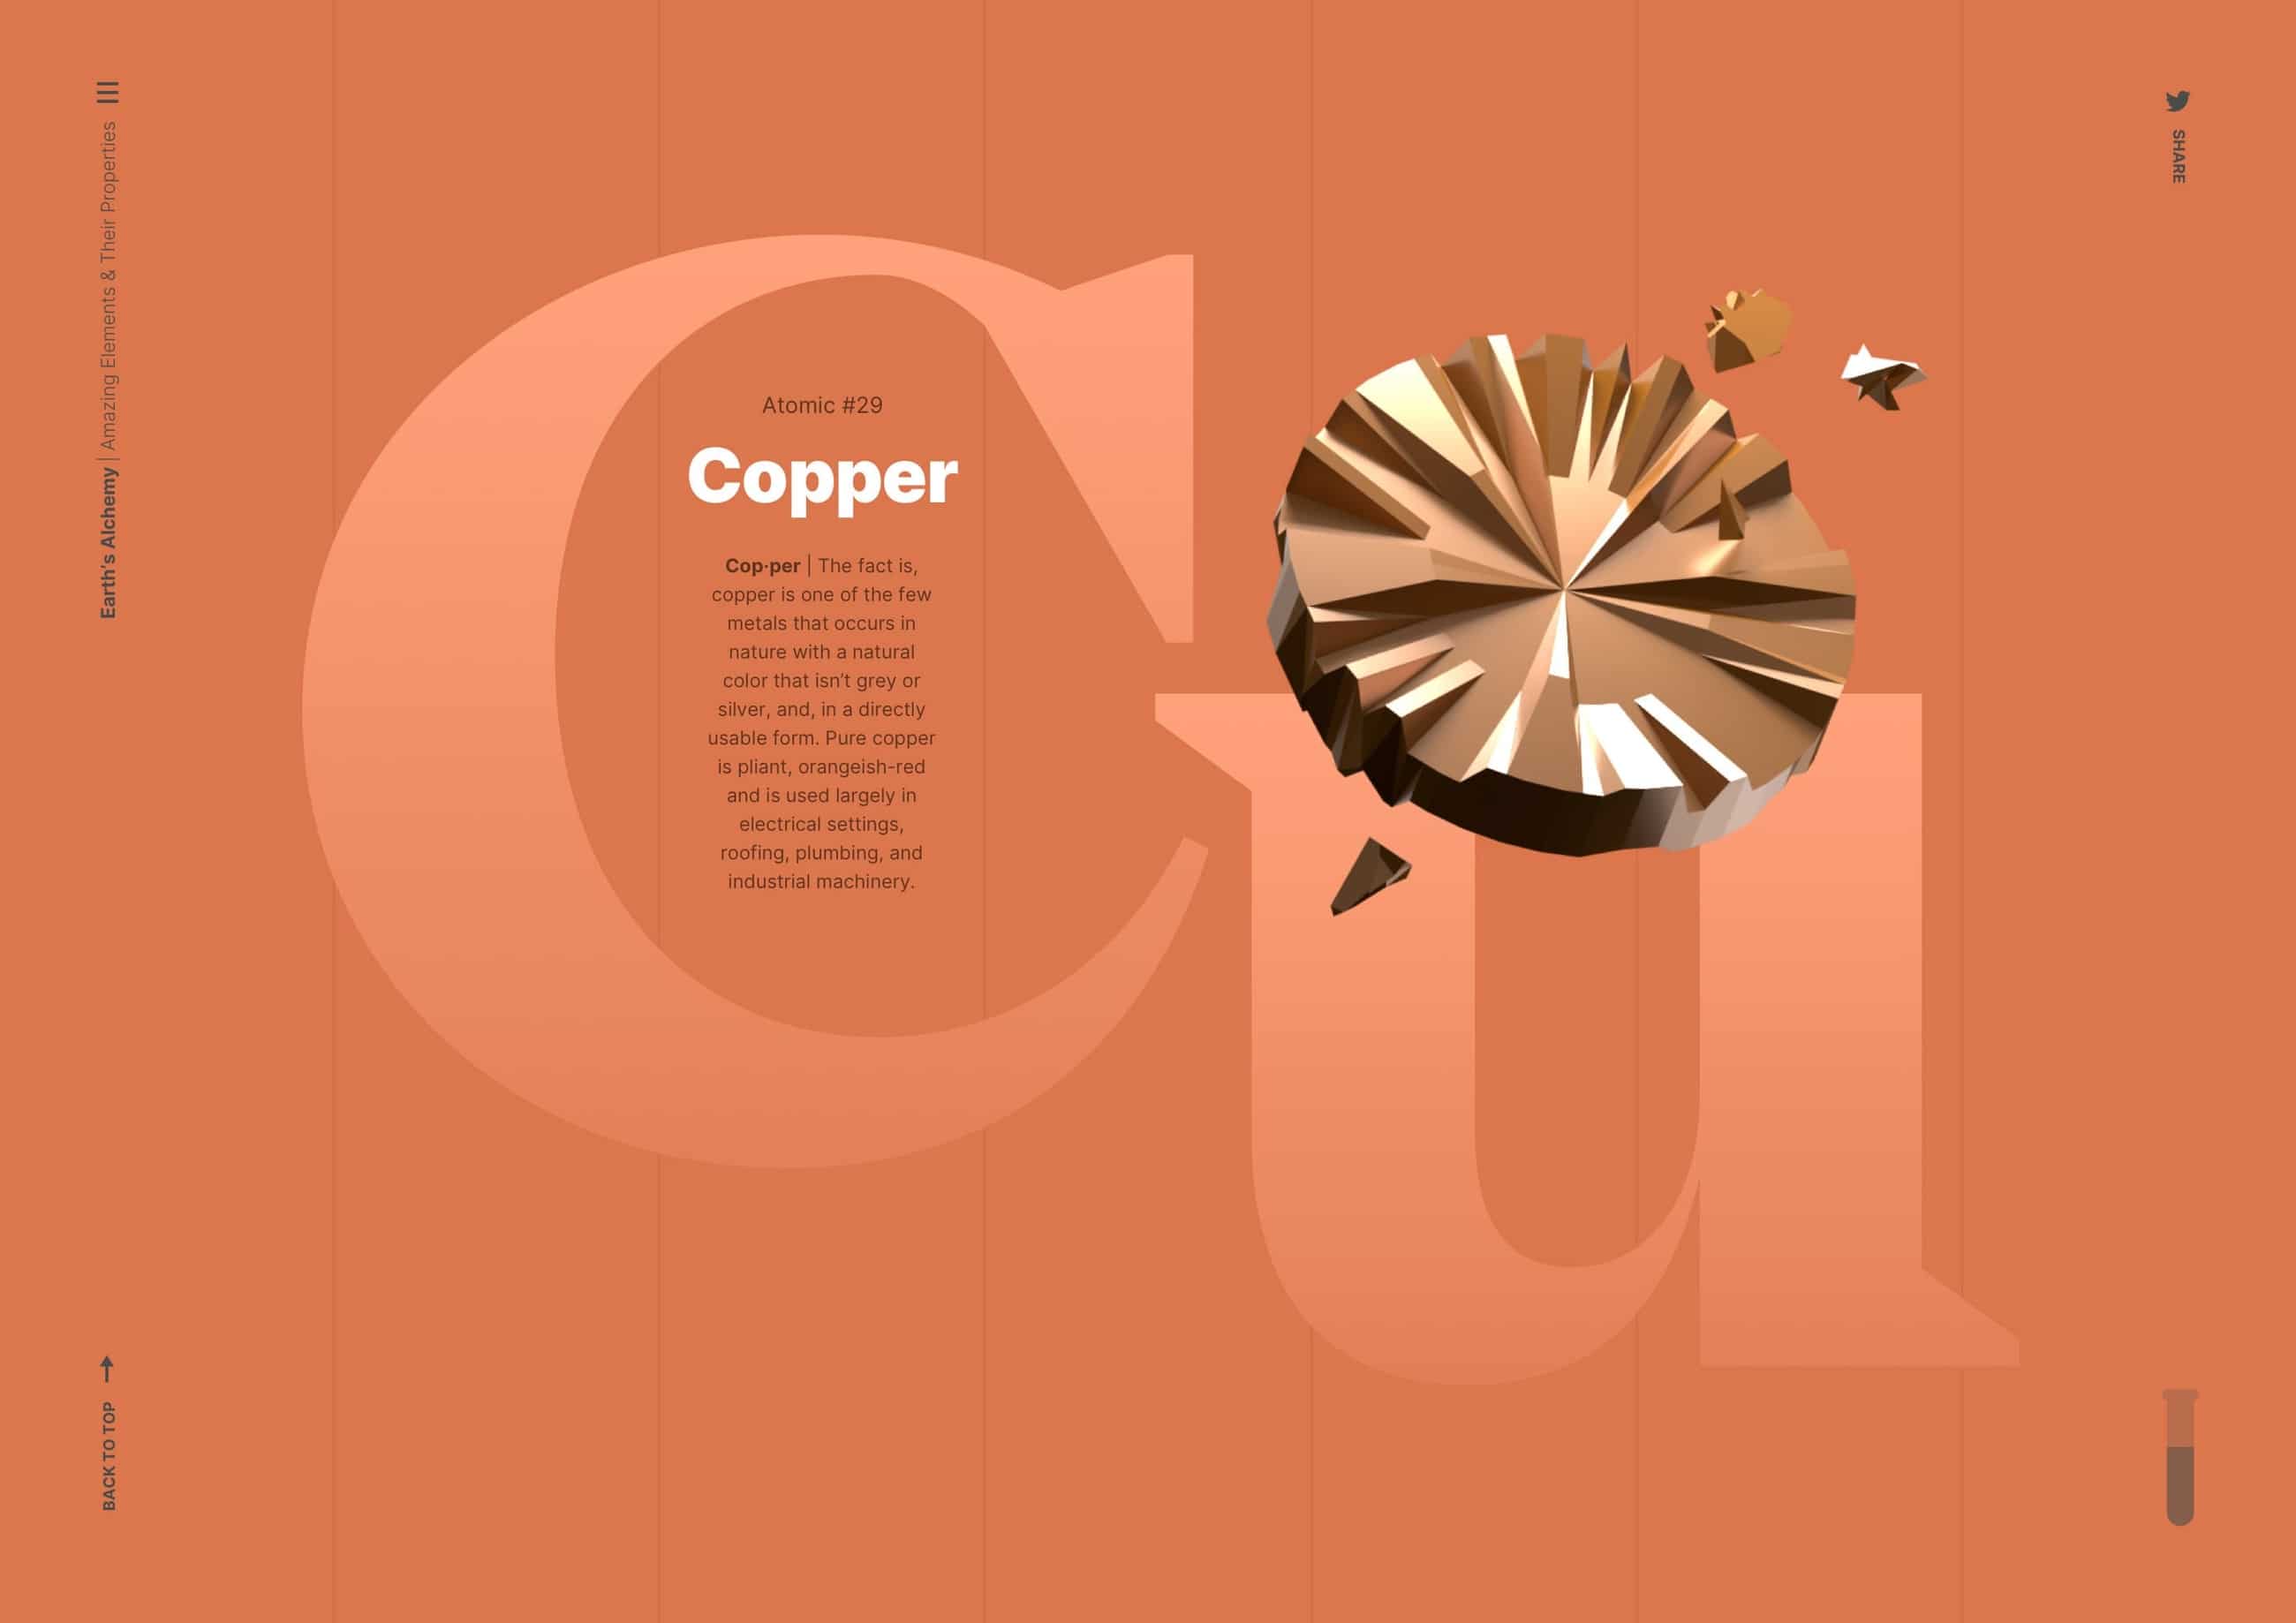 Earth's Alchemy | Amazing Elements & Their Properties
SHARE
Cu
Atomic #29
Copper
Cop·per | The fact is,
copper is one of the few
metals that occurs in
nature with a natural
color that isn't grey or
silver, and, in a directly
usable form. Pure copper
is pliant, orangeish-red
and is used largely in
electrical settings,
roofing, plumbing, and
industrial machinery.
BACK TO TOP